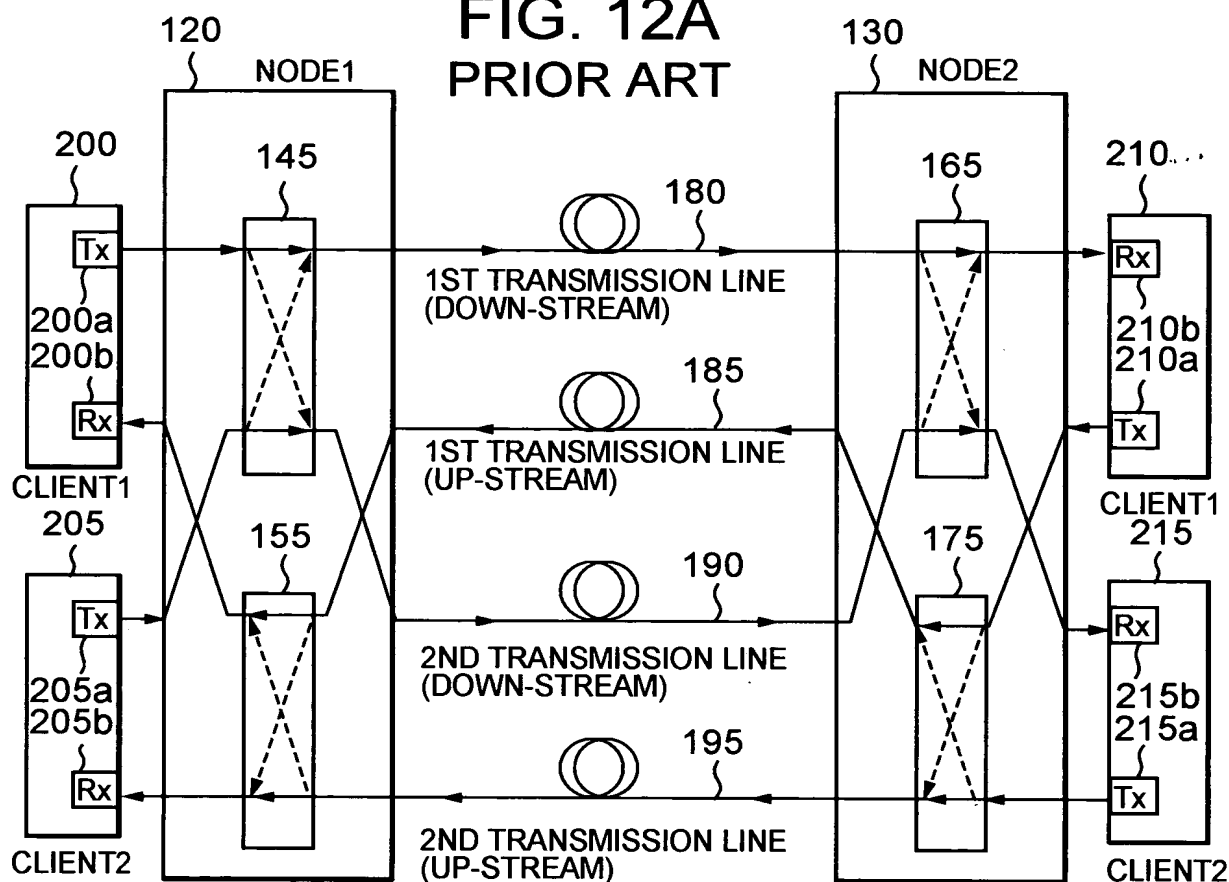 FIG. 12A
PRIOR ART
120
130
NODE1
NODE2
200
145
180
165
210
Tx
Rx
1ST TRANSMISSION LINE
(DOWN-STREAM)
200a
200b
210b
210a
185
Rx
Tx
1ST TRANSMISSION LINE
(UP-STREAM)
CLIENT1
CLIENT1
205
155
190
175
215
Tx
Rx
2ND TRANSMISSION LINE
(DOWN-STREAM)
205a
205b
215b
215a
195
Rx
Tx
2ND TRANSMISSION LINE
(UP-STREAM)
CLIENT2
CLIENT2